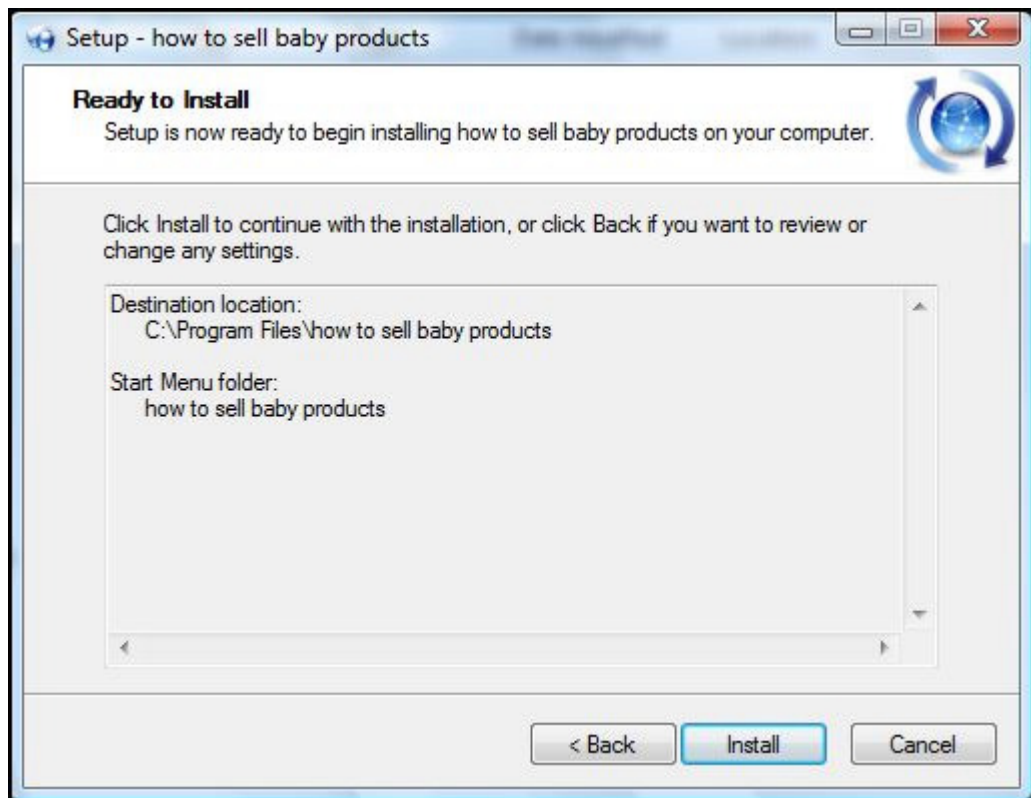 Setup - how to sell baby products
Ready to Install
Setup is now ready to begin installing how to sell baby products on your computer.
Click Install to continue with the installation, or click Back if you want to review or
change any settings.
Destination location:
C:\Program Files\how to sell baby products
Start Menu folder:
how to sell baby products
< Back
Install
Cancel